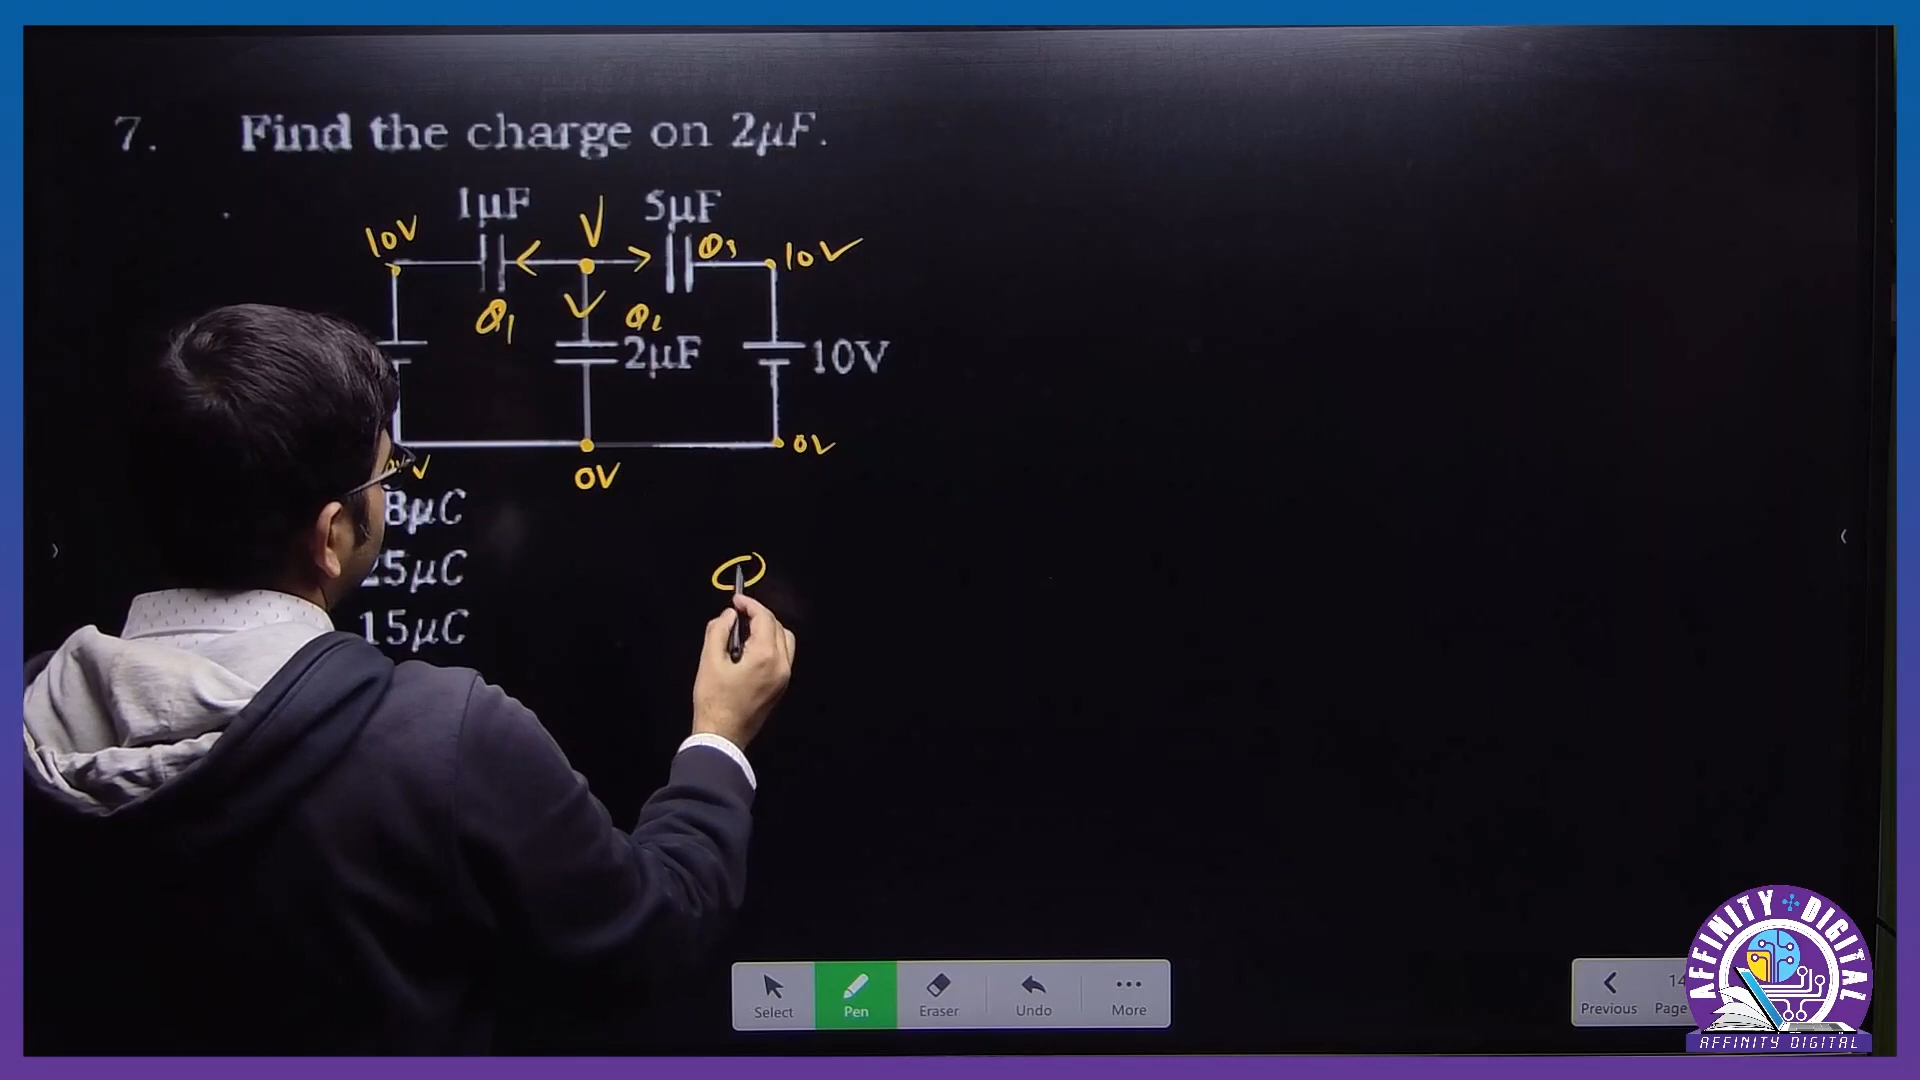 7. Find the charge on 2μF.
1μF V 5μF
10V Q3 10V
Q1 V Q2
2μF 10V
0V
0V
8μC
25μC
15μC
Select Pen Eraser Undo More
Previous Page
AFFINITY DIGITAL
AFFINITY DIGITAL